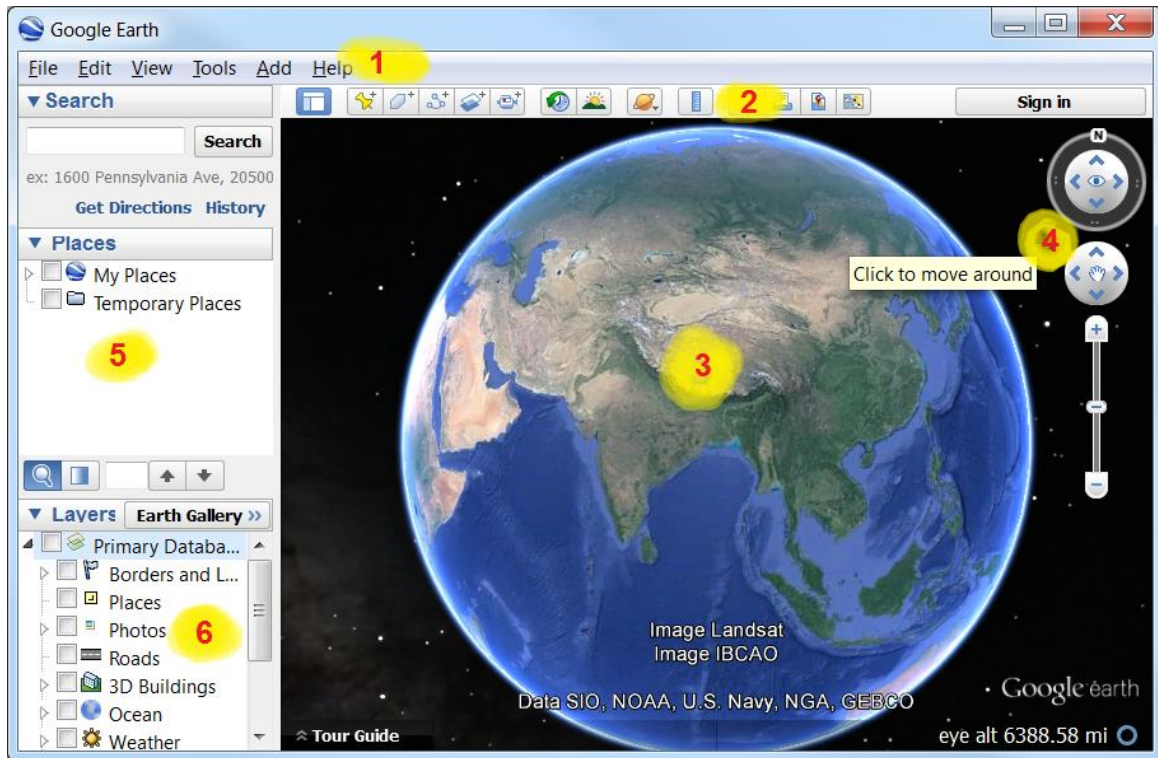 Google Earth
File Edit View Tools Add Help 1
Search
2
Sign in
Search
ex: 1600 Pennsylvania Ave, 20500
Get Directions History
Places
My Places
Temporary Places
5
Layers Earth Gallery >>
Primary Databa...
Borders and L...
Places
Photos
6
Roads
3D Buildings
Ocean
Weather
N
4
Click to move around
3
Image Landsat
Image IBCAO
Data SIO, NOAA, U.S. Navy, NGA, GEBCO
Google earth
Tour Guide
eye alt 6388.58 mi